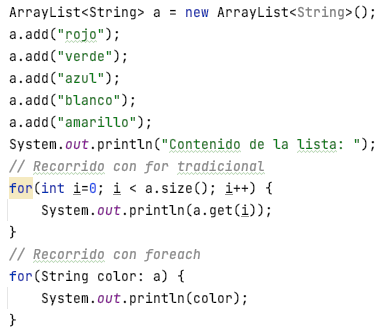 ArrayList<String> a = new ArrayList<String>();
a.add("rojo");
a.add("verde");
a.add("azul");
a.add("blanco");
a.add("amarillo");
System.out.println("Contenido de la lista: ");
// Recorrido con for tradicional
for(int i=0; i < a.size(); i++) {
    System.out.println(a.get(i));
}
// Recorrido con foreach
for(String color: a) {
    System.out.println(color);
}